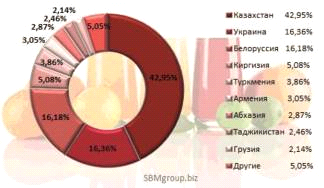 2,14%
2,46%
2,87%
3,05%
3,86%
5,08%
16,18%
16,36%
42,95%
5,05%
Казахстан 42,95%
Украина 16,36%
Белоруссия 16,18%
Киргизия 5,08%
Туркмения 3,86%
Армения 3,05%
Абхазия 2,87%
Таджикистан 2,46%
Грузия 2,14%
Другие 5,05%
SBMgroup.biz